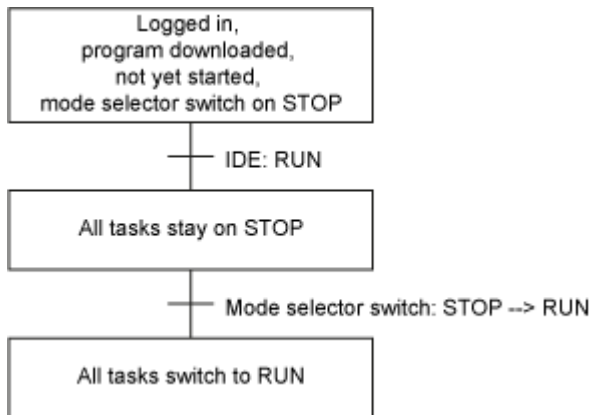 Logged in,
program downloaded,
not yet started,
mode selector switch on STOP
IDE: RUN
All tasks stay on STOP
Mode selector switch: STOP --> RUN
All tasks switch to RUN